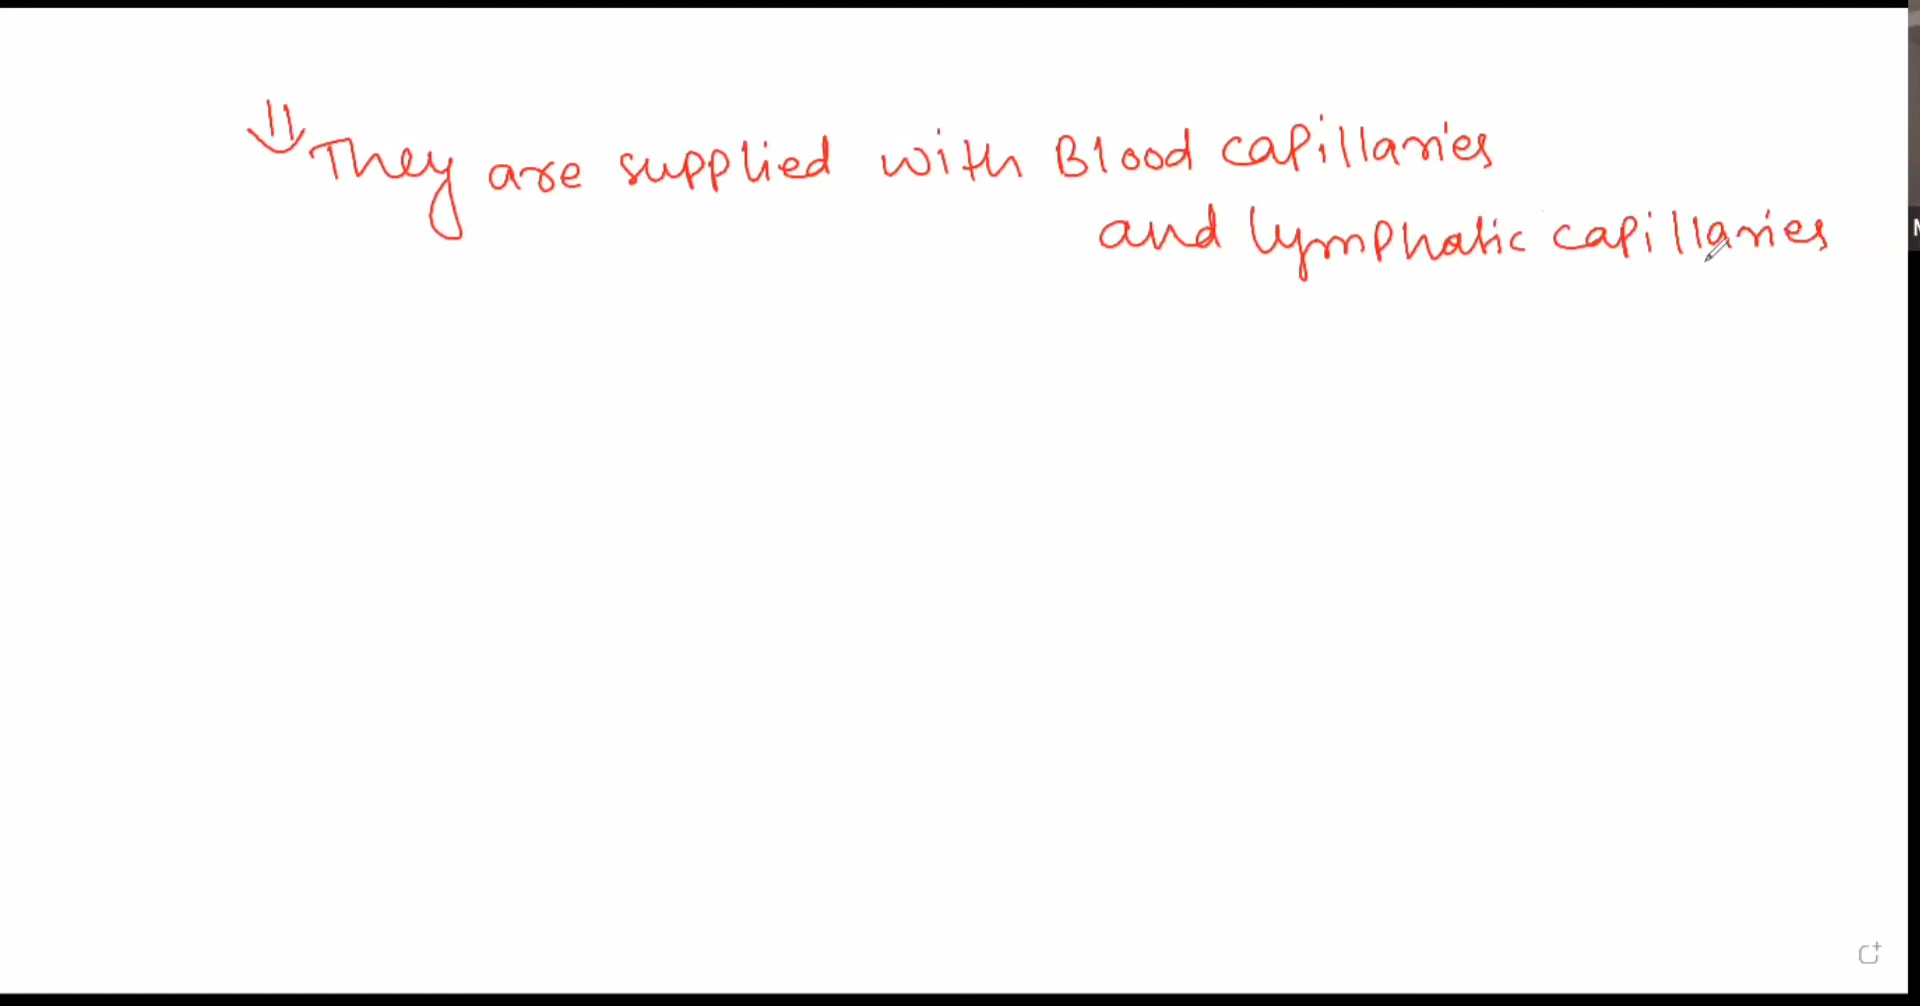 ⇓ They are supplied with Blood capillaries
and lymphatic capillaries